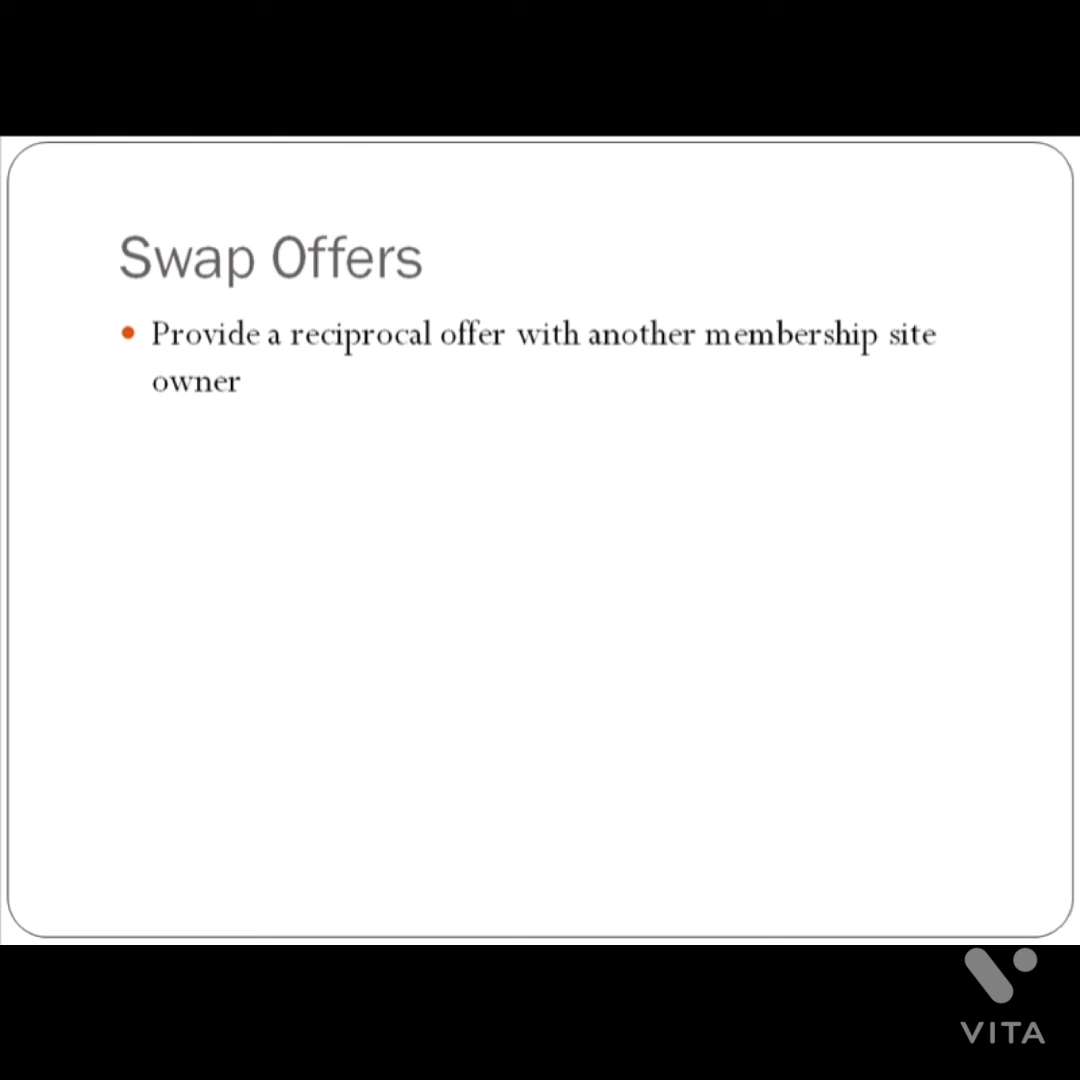 Swap Offers
Provide a reciprocal offer with another membership site
owner
VITA